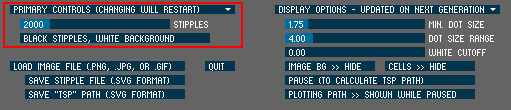 PRIMARY CONTROLS (CHANGING WILL RESTART)
2000 STIPPLES
BLACK STIPPLES, WHITE BACKGROUND
LOAD IMAGE FILE (.PNG, .JPG, OR .GIF) QUIT
SAVE STIPPLE FILE (.SVG FORMAT)
SAVE "TSP" PATH (.SVG FORMAT)
DISPLAY OPTIONS - UPDATED ON NEXT GENERATION
1.75 MIN. DOT SIZE
4.00 DOT SIZE RANGE
0.00 WHITE CUTOFF
IMAGE BG >> HIDE CELLS >> HIDE
PAUSE (TO CALCULATE TSP PATH)
PLOTTING PATH >> SHOWN WHILE PAUSED